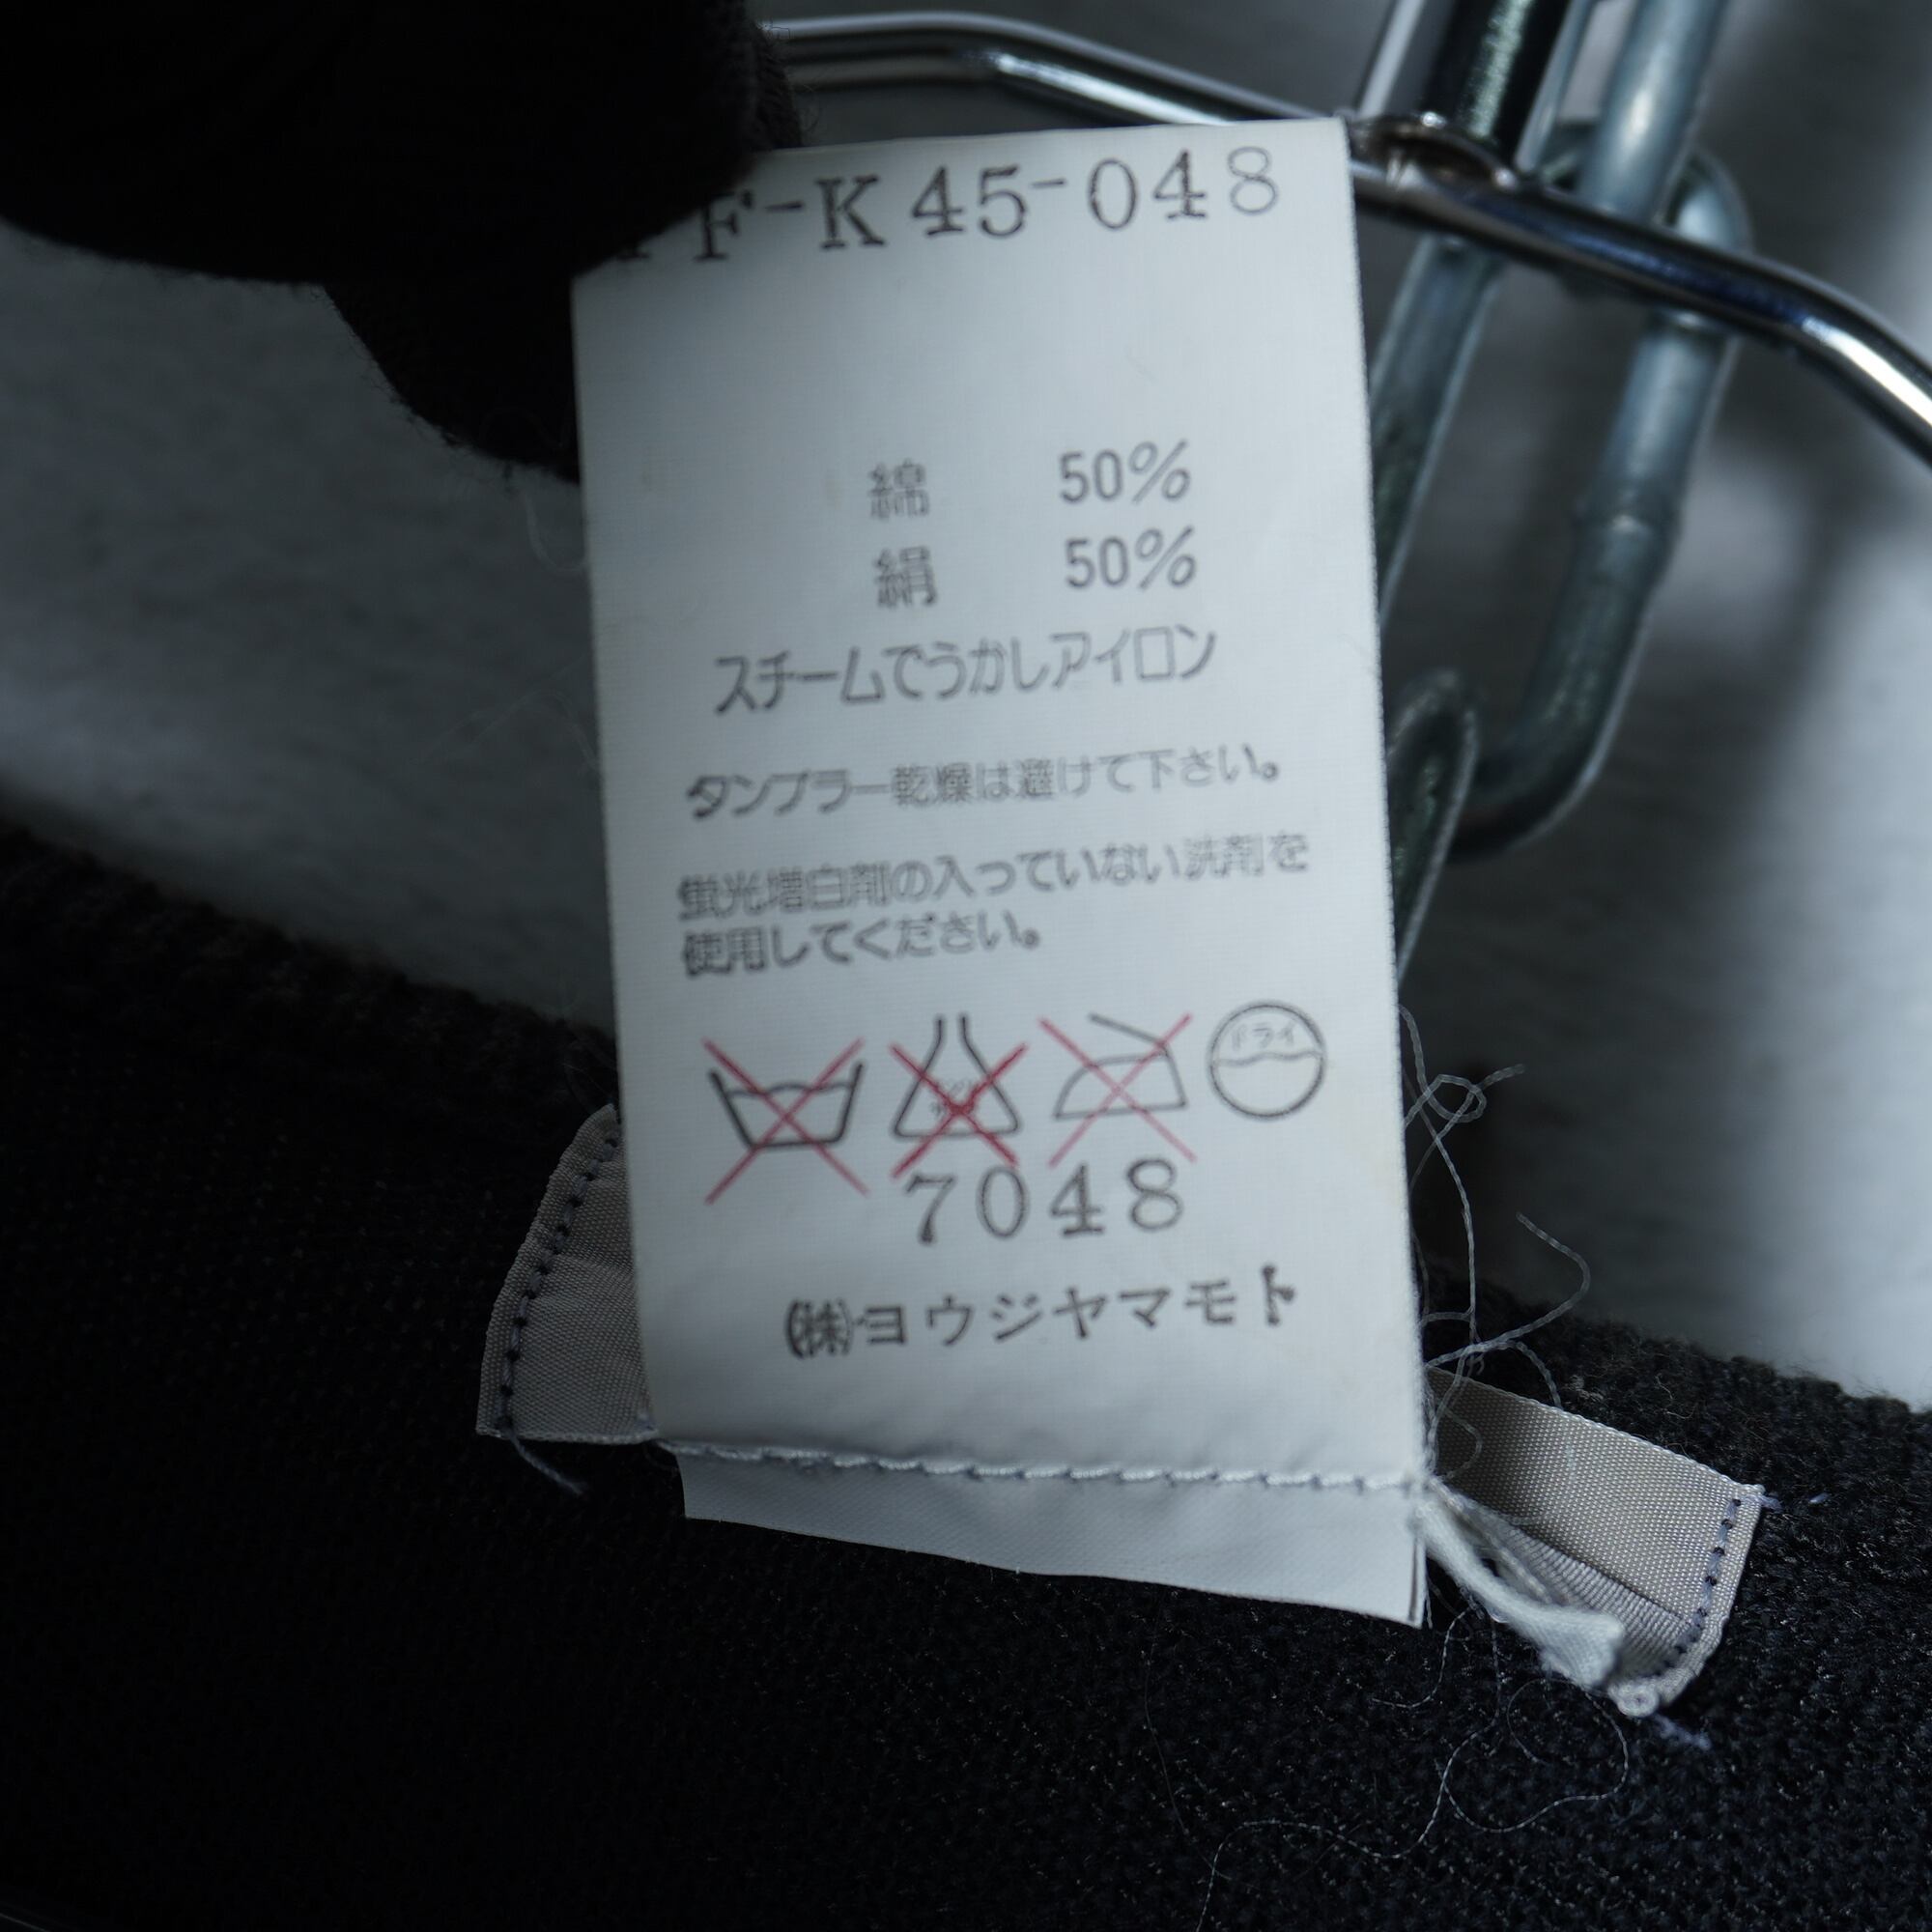 F-K45-048
綿 50%
絹 50%
スチームでうかしアイロン
タンブラー乾燥は避けて下さい。
蛍光増白剤の入っていない洗剤を
使用してください。
ドライ
7048
(株)ヨウジヤマモト